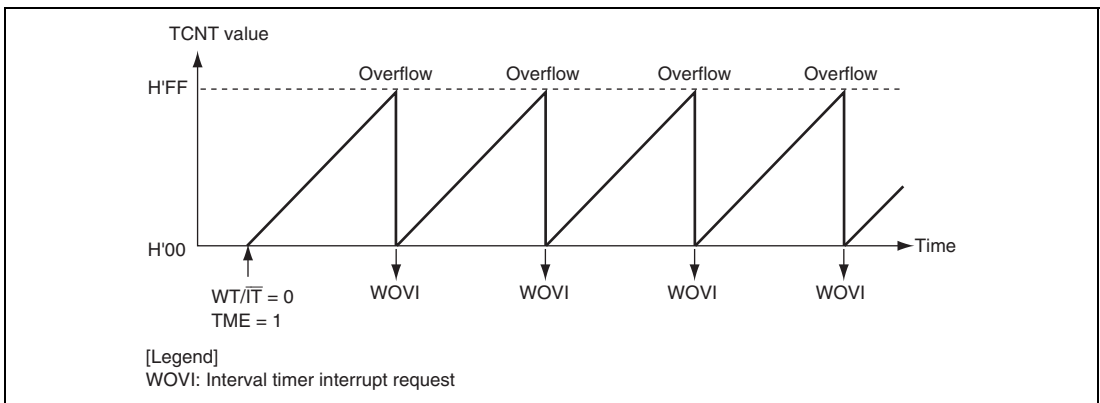 TCNT value
Overflow Overflow Overflow Overflow
H'FF
H'00
Time
WT/I̅T̅ = 0
TME = 1
WOVI WOVI WOVI WOVI
[Legend]
WOVI: Interval timer interrupt request